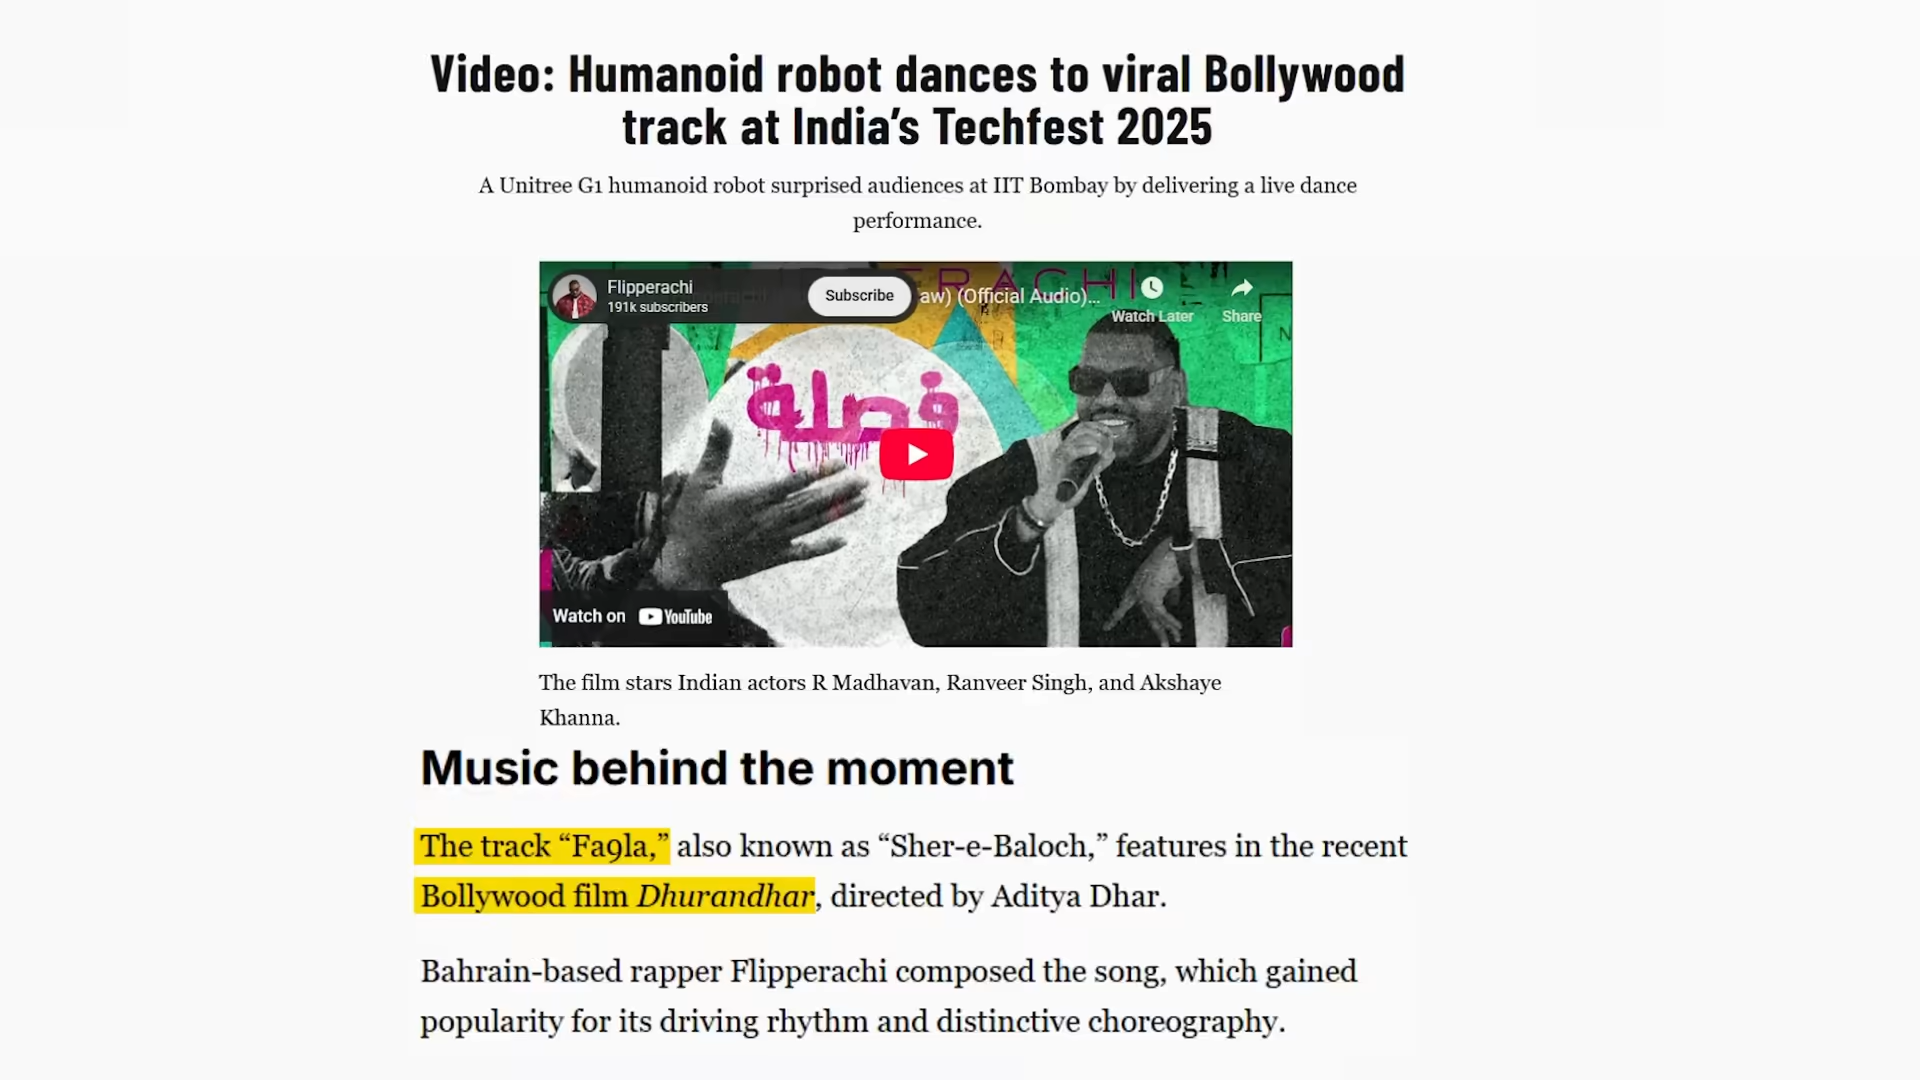 Video: Humanoid robot dances to viral Bollywood
track at India’s Techfest 2025
A Unitree G1 humanoid robot surprised audiences at IIT Bombay by delivering a live dance
performance.
ERACHI
Flipperachi
191k subscribers
Subscribe
aw) (Official Audio)...
Watch Later
Share
فصلة
Watch on YouTube
The film stars Indian actors R Madhavan, Ranveer Singh, and Akshaye
Khanna.
Music behind the moment
The track “Fa9la,” also known as “Sher-e-Baloch,” features in the recent
Bollywood film Dhurandhar, directed by Aditya Dhar.
Bahrain-based rapper Flipperachi composed the song, which gained
popularity for its driving rhythm and distinctive choreography.